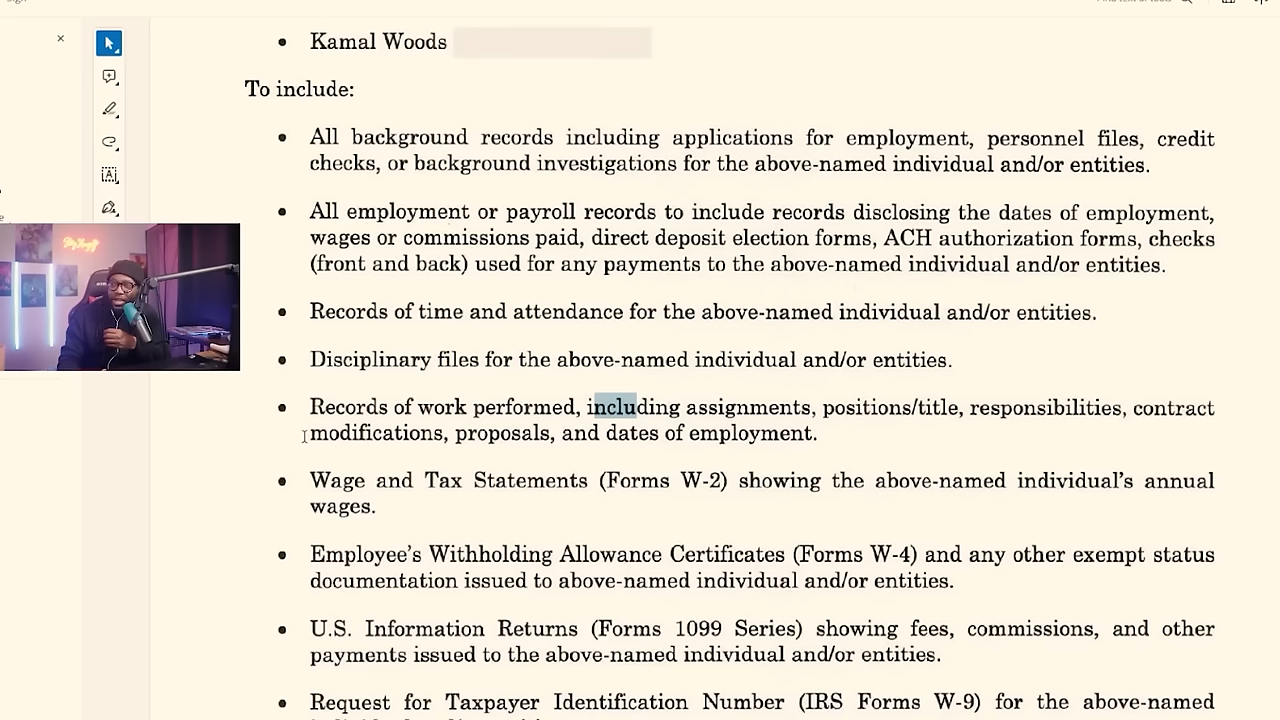 Kamal Woods
To include:
All background records including applications for employment, personnel files, credit
checks, or background investigations for the above-named individual and/or entities.
All employment or payroll records to include records disclosing the dates of employment,
wages or commissions paid, direct deposit election forms, ACH authorization forms, checks
(front and back) used for any payments to the above-named individual and/or entities.
Records of time and attendance for the above-named individual and/or entities.
Disciplinary files for the above-named individual and/or entities.
Records of work performed, including assignments, positions/title, responsibilities, contract
modifications, proposals, and dates of employment.
Wage and Tax Statements (Forms W-2) showing the above-named individual's annual
wages.
Employee's Withholding Allowance Certificates (Forms W-4) and any other exempt status
documentation issued to above-named individual and/or entities.
U.S. Information Returns (Forms 1099 Series) showing fees, commissions, and other
payments issued to the above-named individual and/or entities.
Request for Taxpayer Identification Number (IRS Forms W-9) for the above-named